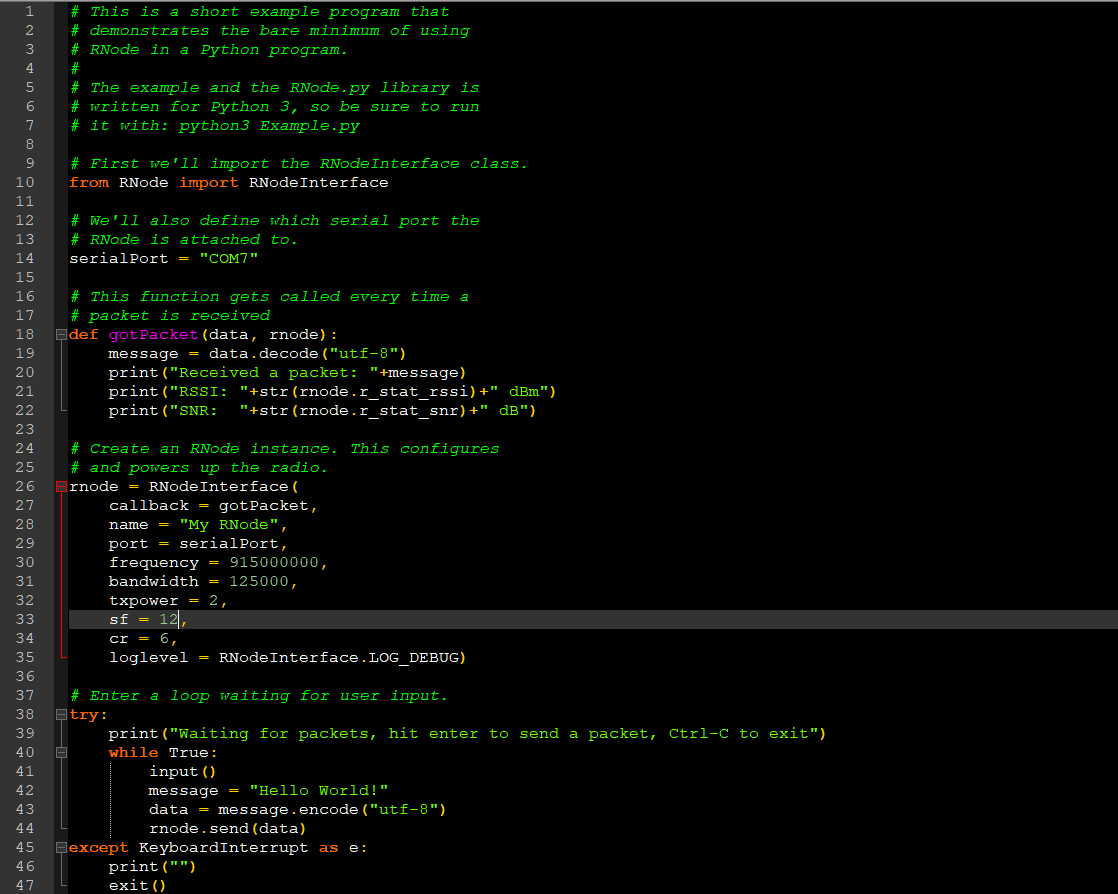 1 # This is a short example program that
2 # demonstrates the bare minimum of using
3 # RNode in a Python program.
4 #
5 # The example and the RNode.py library is
6 # written for Python 3, so be sure to run
7 # it with: python3 Example.py
8
9 # First we'll import the RNodeInterface class.
10 from RNode import RNodeInterface
11
12 # We'll also define which serial port the
13 # RNode is attached to.
14 serialPort = "COM7"
15
16 # This function gets called every time a
17 # packet is received
18 def gotPacket(data, rnode):
19     message = data.decode("utf-8")
20     print("Received a packet: "+message)
21     print("RSSI: "+str(rnode.r_stat_rssi)+" dBm")
22     print("SNR:  "+str(rnode.r_stat_snr)+" dB")
23
24 # Create an RNode instance. This configures
25 # and powers up the radio.
26 rnode = RNodeInterface(
27     callback = gotPacket,
28     name = "My RNode",
29     port = serialPort,
30     frequency = 915000000,
31     bandwidth = 125000,
32     txpower = 2,
33     sf = 12,
34     cr = 6,
35     loglevel = RNodeInterface.LOG_DEBUG)
36
37 # Enter a loop waiting for user input.
38 try:
39     print("Waiting for packets, hit enter to send a packet, Ctrl-C to exit")
40     while True:
41         input()
42         message = "Hello World!"
43         data = message.encode("utf-8")
44         rnode.send(data)
45 except KeyboardInterrupt as e:
46     print("")
47     exit()